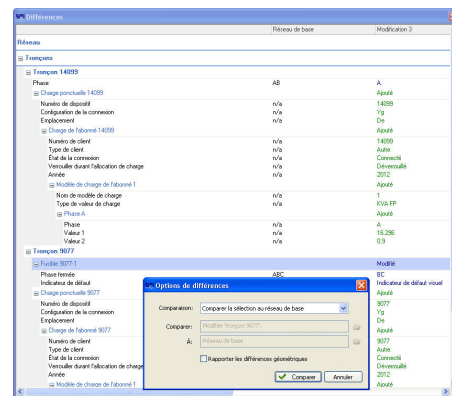 Différences
Réseau de base Modification 3
Réseau
Tronçons
Tronçon 14099
Phase AB A
Charge ponctuelle 14099 Ajouté
Numéro de dispositif n/a 14099
Configuration de la connexion n/a Yg
Emplacement n/a De
Charge de l'abonné 14099 Ajouté
Numéro de client n/a 14099
Type de client n/a Autre
État de la connexion n/a Connecté
Verrouiller durant l'allocation de charge n/a Déverrouillé
Année n/a 2012
Modèle de charge de l'abonné 1 Ajouté
Nom de modèle de charge n/a 1
Type de valeur de charge n/a KVA FP
Phase A Ajouté
Phase n/a A
Valeur 1 n/a 16.296
Valeur 2 n/a 0.9
Tronçon 9077
Fusible 9077-1 Modifié
Phase fermée ABC BC
Indicateur de défaut Indicateur de défaut visuel
Charge ponctuelle 9077 Ajouté
Numéro de dispositif 9077
Configuration de la connexion Yg
Emplacement De
Charge de l'abonné 9077 Ajouté
Numéro de client 9077
Type de client Autre
État de la connexion Connecté
Verrouiller durant l'allocation de charge Déverrouillé
Année 2012
Modèle de charge de l'abonné 1 Ajouté
Options de différences
Comparaison: Comparer la sélection au réseau de base
Comparer: Modifier "tronçon 9077".
À: Réseau de base
Rapporter les différences géométriques
Comparer Annuler